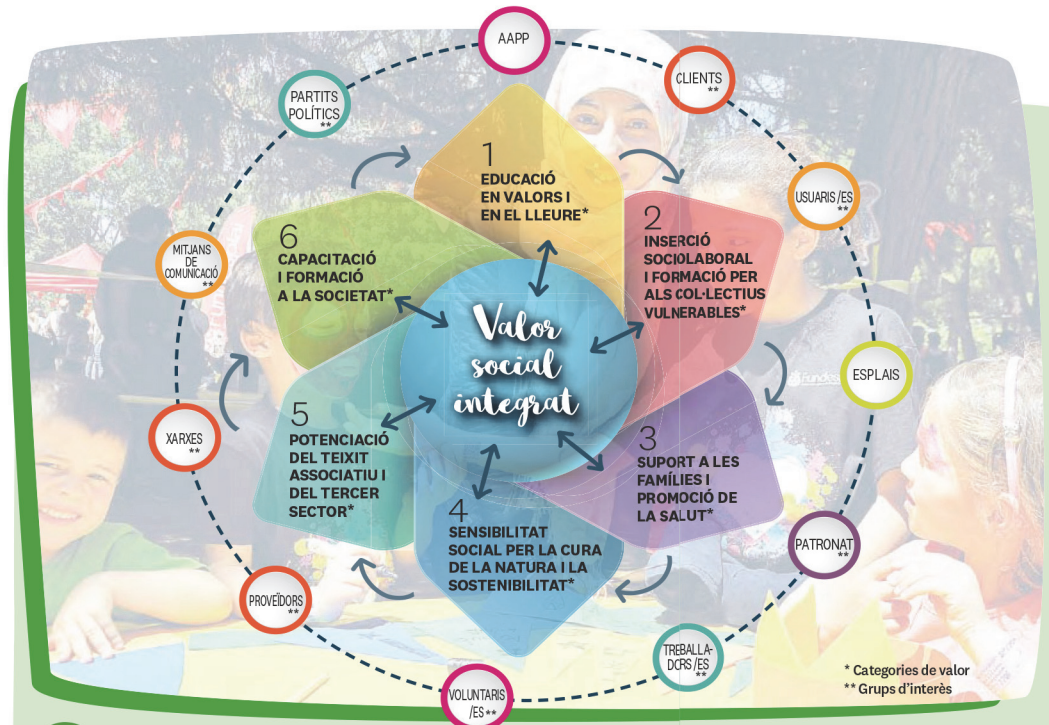 AAPP
CLIENTS
**
USUARIS/ES
**
ESPLAIS
PATRONAT
**
TREBALLA-
DORS/ES
**
VOLUNTARIS
/ES **
PROVEÏDORS
**
XARXES
**
MITJANS
DE
COMUNICACIÓ
**
PARTITS
POLÍTICS
**
1
EDUCACIÓ
EN VALORS I
EN EL LLEURE*
2
INSERCIÓ
SOCIOLABORAL
I FORMACIÓ PER
ALS COL·LECTIUS
VULNERABLES*
3
SUPORT A LES
FAMÍLIES I
PROMOCIÓ DE
LA SALUT*
4
SENSIBILITAT
SOCIAL PER LA CURA
DE LA NATURA I LA
SOSTENIBILITAT*
5
POTENCIACIÓ
DEL TEIXIT
ASSOCIATIU I
DEL TERCER
SECTOR*
6
CAPACITACIÓ
I FORMACIÓ
A LA SOCIETAT*
Valor
social
integrat
* Categories de valor
** Grups d'interès